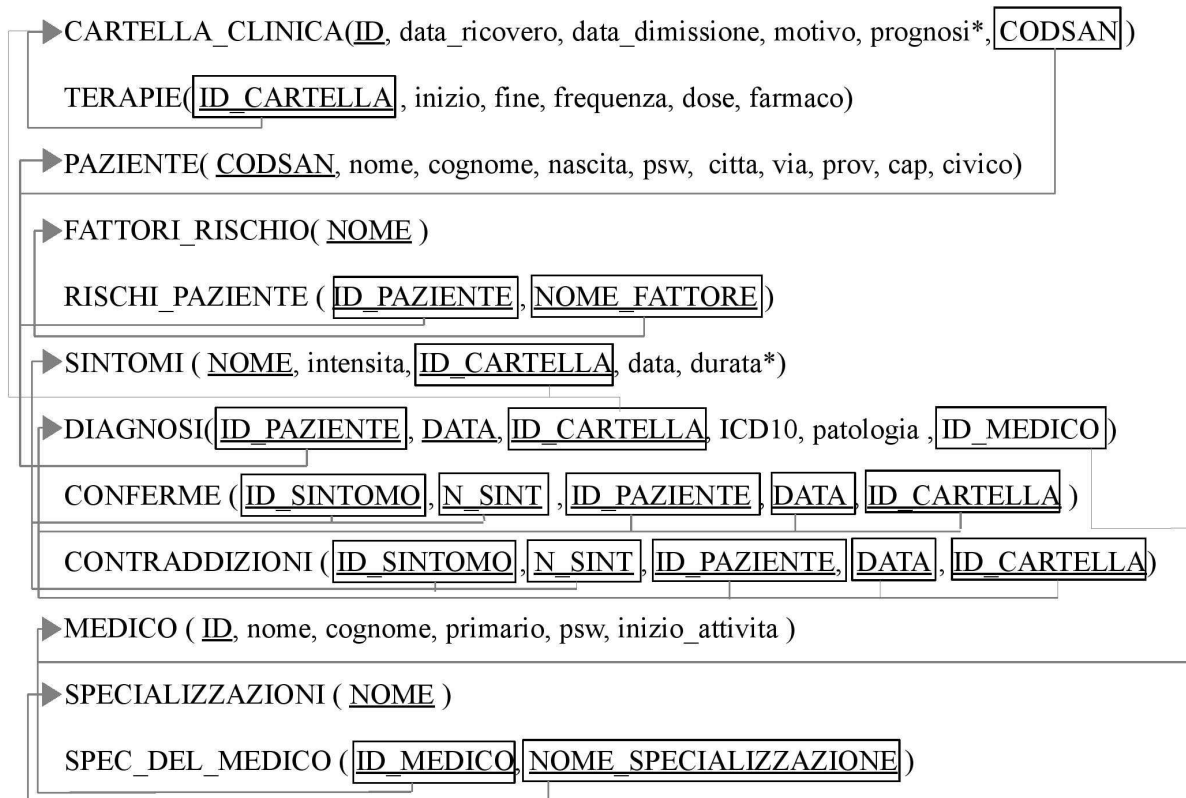 CARTELLA_CLINICA(ID, data_ricovero, data_dimissione, motivo, prognosi*, CODSAN )
TERAPIE( ID_CARTELLA , inizio, fine, frequenza, dose, farmaco)
PAZIENTE( CODSAN, nome, cognome, nascita, psw, citta, via, prov, cap, civico)
FATTORI_RISCHIO( NOME )
RISCHI_PAZIENTE ( ID_PAZIENTE , NOME_FATTORE )
SINTOMI ( NOME, intensita, ID_CARTELLA, data, durata*)
DIAGNOSI( ID_PAZIENTE , DATA, ID_CARTELLA, ICD10, patologia , ID_MEDICO )
CONFERME ( ID_SINTOMO , N_SINT , ID_PAZIENTE , DATA , ID_CARTELLA )
CONTRADDIZIONI ( ID_SINTOMO , N_SINT , ID_PAZIENTE, DATA , ID_CARTELLA)
MEDICO ( ID, nome, cognome, primario, psw, inizio_attivita )
SPECIALIZZAZIONI ( NOME )
SPEC_DEL_MEDICO ( ID_MEDICO, NOME_SPECIALIZZAZIONE )